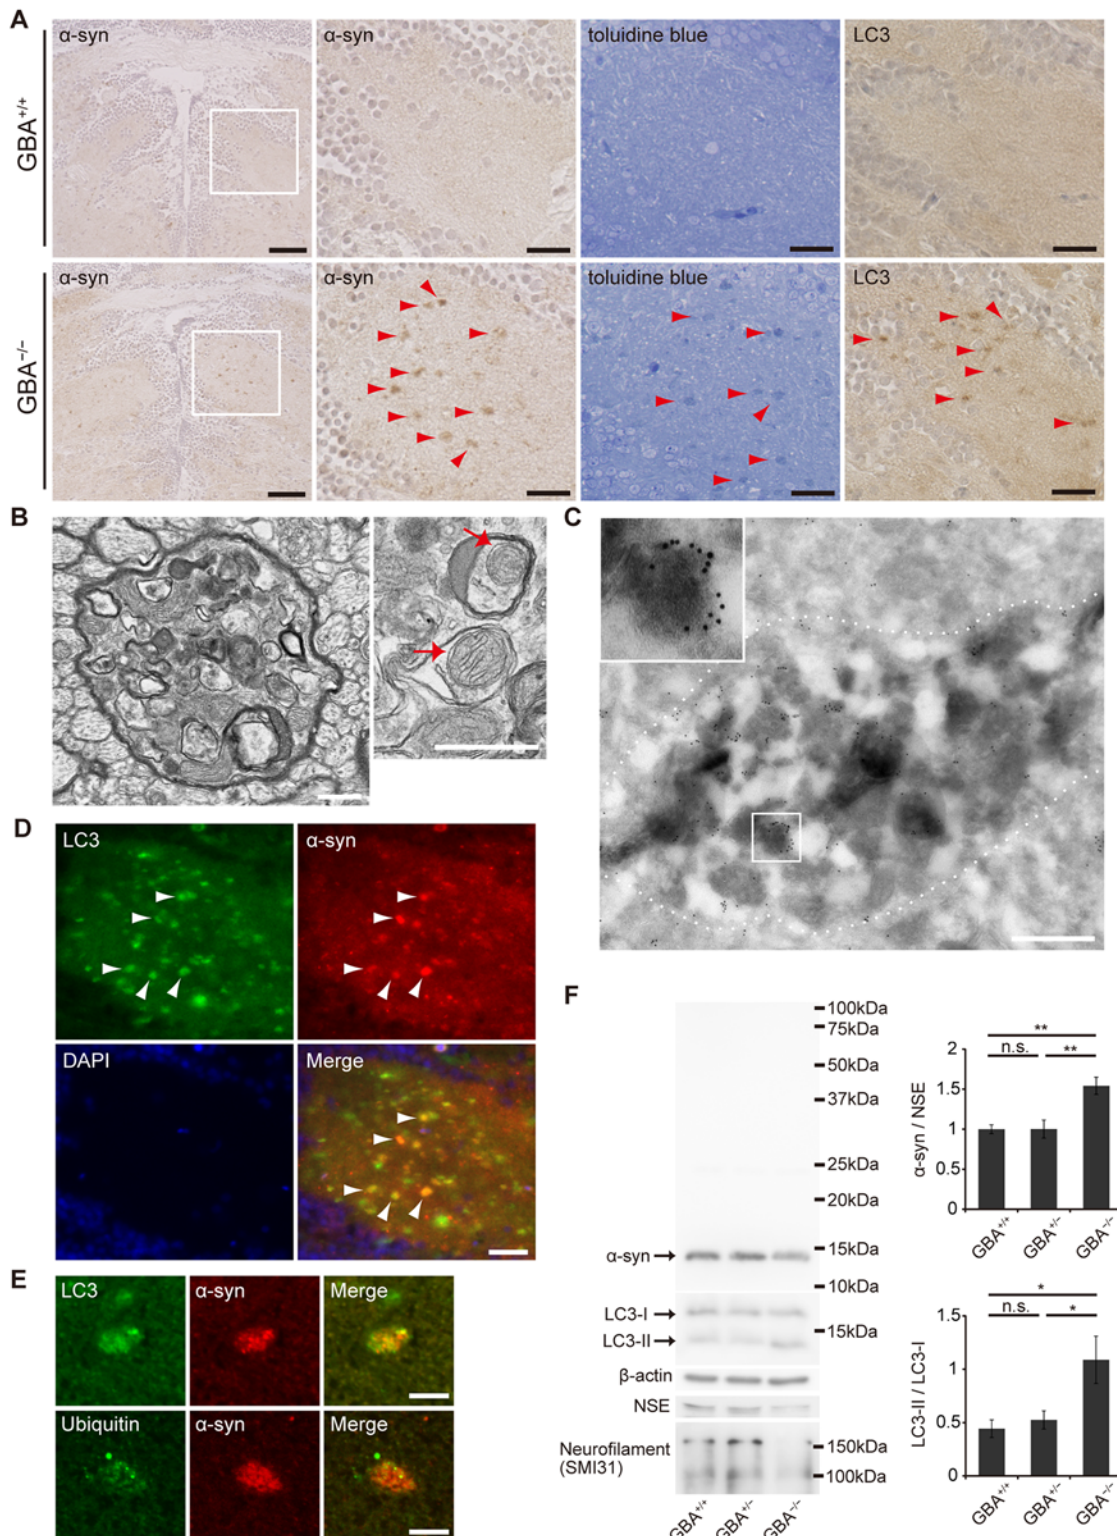 A
GBA+/+
α-syn
α-syn
toluidine blue
LC3
GBA−/−
α-syn
α-syn
toluidine blue
LC3
B
C
D
LC3
α-syn
DAPI
Merge
E
LC3
α-syn
Merge
Ubiquitin
α-syn
Merge
F
100kDa
75kDa
50kDa
37kDa
25kDa
20kDa
α-syn
15kDa
10kDa
LC3-I
LC3-II
15kDa
β-actin
NSE
Neurofilament
(SMI31)
150kDa
100kDa
GBA+/+
GBA+/−
GBA−/−
**
n.s.
**
α-syn / NSE
2
1.5
1
0.5
0
GBA+/+
GBA+/−
GBA−/−
*
n.s.
*
LC3-II / LC3-I
1.5
1
0.5
0
GBA+/+
GBA+/−
GBA−/−